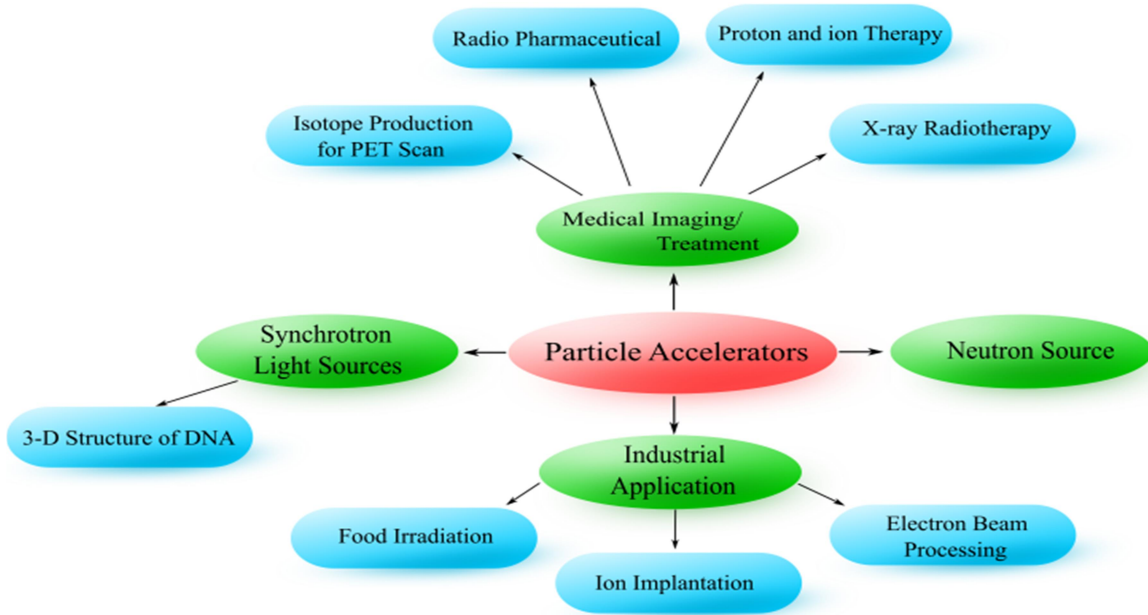 Radio Pharmaceutical
Proton and ion Therapy
Isotope Production
for PET Scan
X-ray Radiotherapy
Medical Imaging/
Treatment
Synchrotron
Light Sources
Particle Accelerators
Neutron Source
3-D Structure of DNA
Industrial
Application
Food Irradiation
Ion Implantation
Electron Beam
Processing